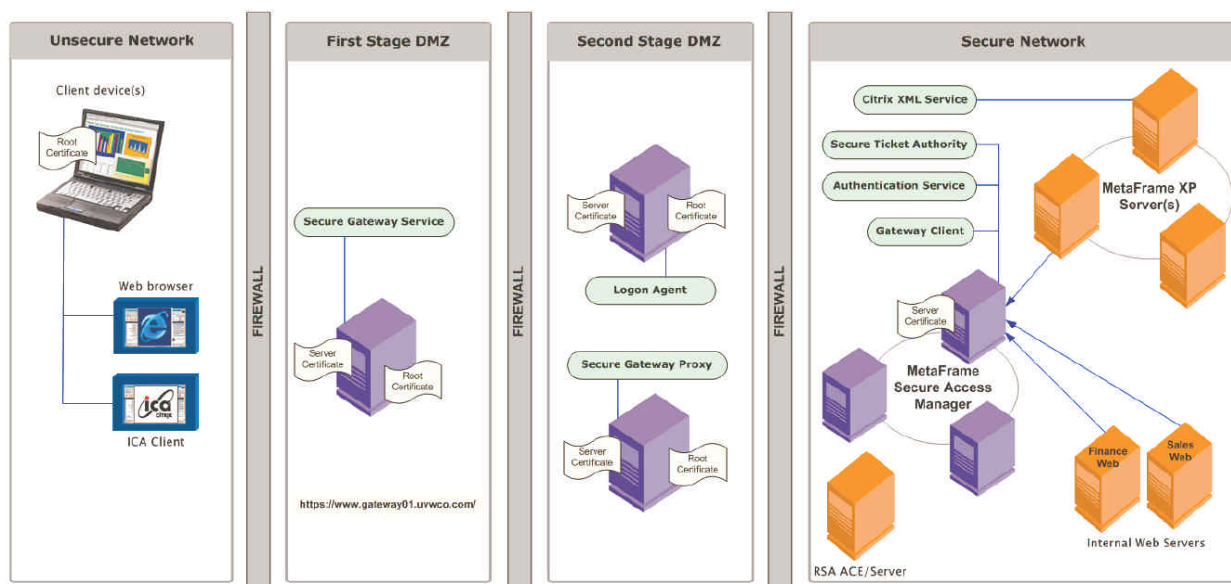 Unsecure Network
Client device(s)
Root
Certificate
Web browser
ica
citrix
ICA Client
FIREWALL
First Stage DMZ
Secure Gateway Service
Server
Certificate
Root
Certificate
https://www.gateway01.uvwco.com/
FIREWALL
Second Stage DMZ
Server
Certificate
Root
Certificate
Logon Agent
Secure Gateway Proxy
Server
Certificate
Root
Certificate
FIREWALL
Secure Network
Citrix XML Service
Secure Ticket Authority
Authentication Service
Gateway Client
MetaFrame XP
Server(s)
Server
Certificate
MetaFrame
Secure Access
Manager
Finance
Web
Sales
Web
Internal Web Servers
RSA ACE/Server